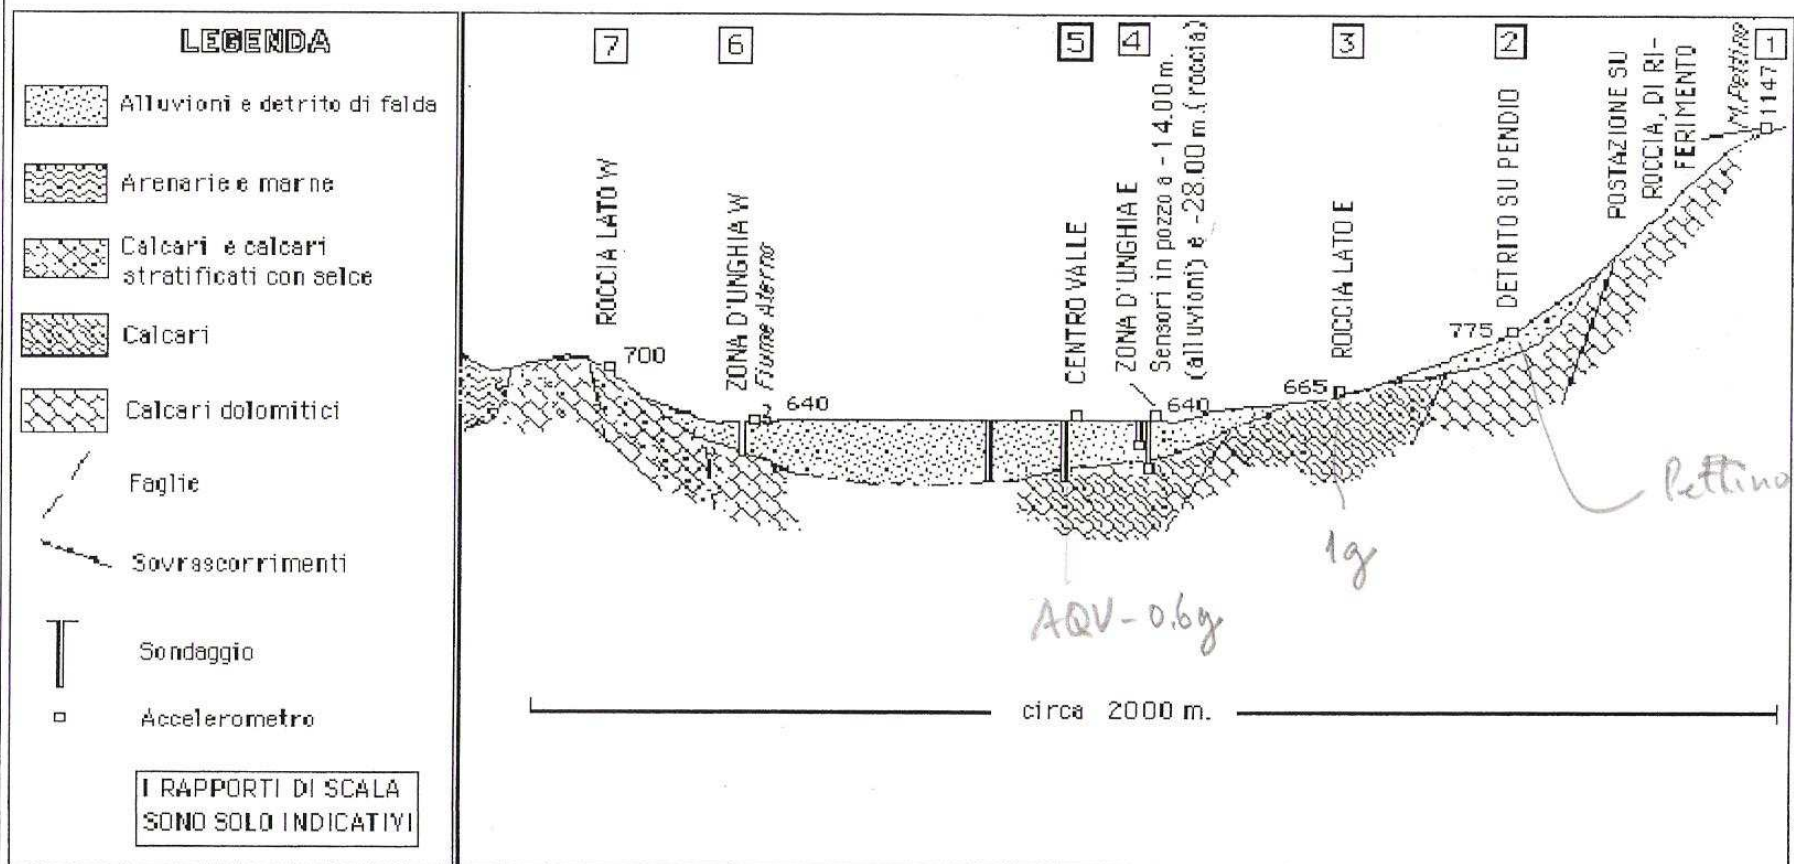 LEGENDA
Alluvioni e detrito di falda
Arenarie e marne
Calcari e calcari
stratificati con selce
Calcari
Calcari dolomitici
Faglie
Sovrascorrimenti
Sondaggio
Accelerometro
I RAPPORTI DI SCALA
SONO SOLO INDICATIVI
7
6
5
4
3
2
1
ROCCIA LATO W
ZONA D'UNGHIA W
Fiume Aterno
CENTRO VALLE
ZONA D'UNGHIA E
Sensori in pozzo a -14.00 m.
(alluvioni) e -28.00 m.(roccia)
ROCCIA LATO E
DETRITO SU PENDIO
POSTAZIONE SU
ROCCIA, DI RI-
FERIMENTO
M.Pettino
1147
700
640
640
665
775
Pettino
1g
AQV - 0.6g
circa 2000 m.